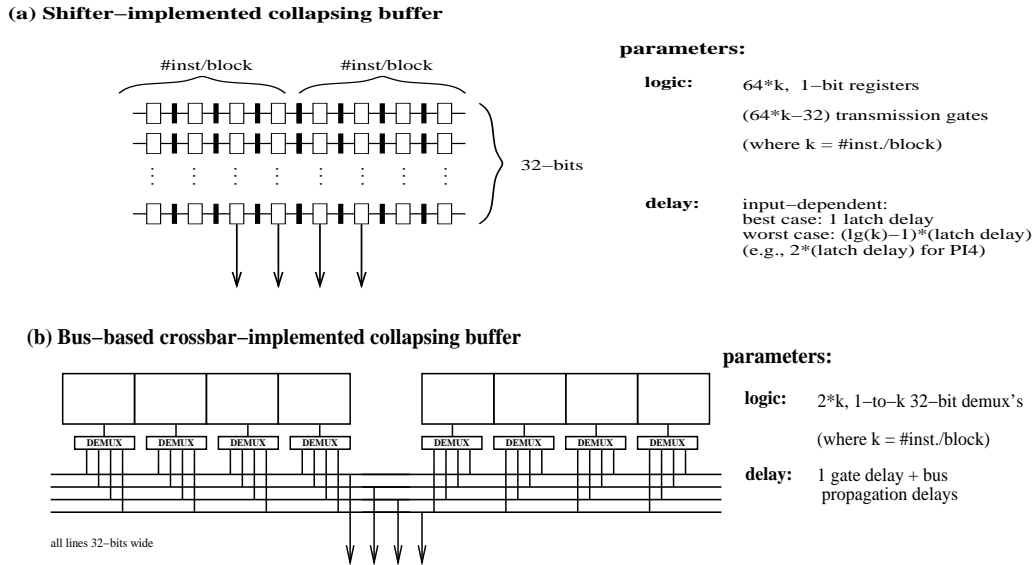 (a) Shifter−implemented collapsing buffer
#inst/block #inst/block
32−bits
parameters:
logic: 64*k, 1−bit registers
(64*k−32) transmission gates
(where k = #inst./block)
delay: input−dependent:
best case: 1 latch delay
worst case: (lg(k)−1)*(latch delay)
(e.g., 2*(latch delay) for PI4)
(b) Bus−based crossbar−implemented collapsing buffer
DEMUX DEMUX DEMUX DEMUX DEMUX DEMUX DEMUX DEMUX
all lines 32−bits wide
parameters:
logic: 2*k, 1−to−k 32−bit demux's
(where k = #inst./block)
delay: 1 gate delay + bus
propagation delays